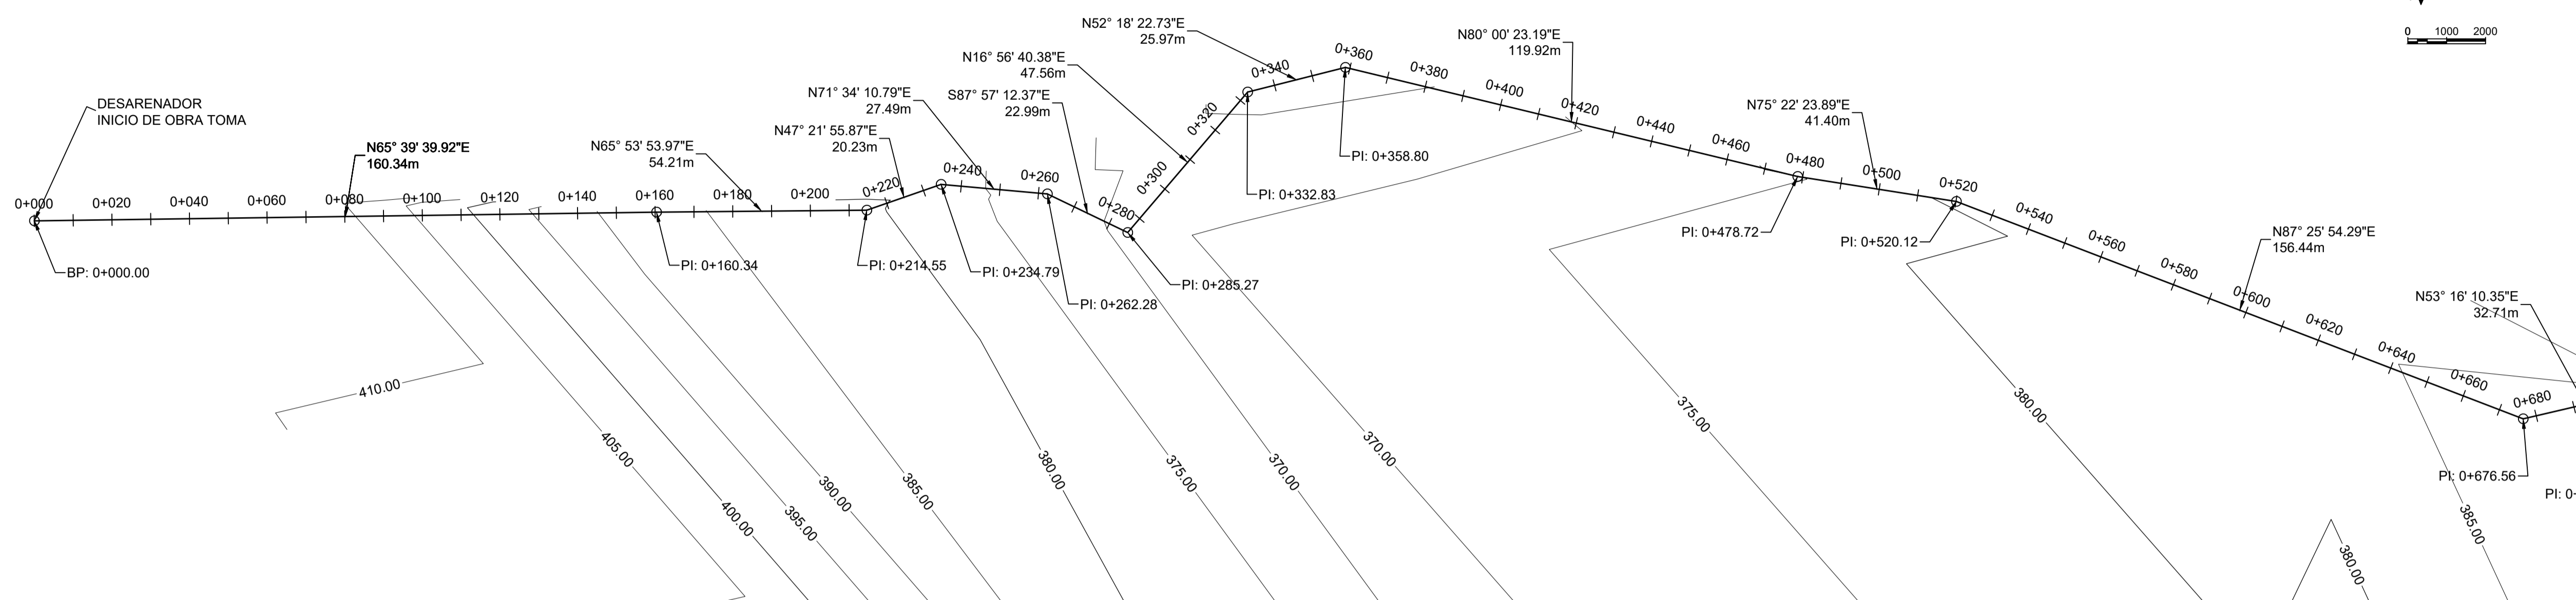 DESARENADOR
INICIO DE OBRA TOMA
N65° 39' 39.92"E
160.34m
N65° 53' 53.97"E
54.21m
N47° 21' 55.87"E
20.23m
N71° 34' 10.79"E
27.49m
S87° 57' 12.37"E
22.99m
N16° 56' 40.38"E
47.56m
N52° 18' 22.73"E
25.97m
N80° 00' 23.19"E
119.92m
N75° 22' 23.89"E
41.40m
N87° 25' 54.29"E
156.44m
N53° 16' 10.35"E
32.71m
0 1000 2000
0+000
0+020
0+040
0+060
0+080
0+100
0+120
0+140
0+160
0+180
0+200
0+220
0+240
0+260
0+280
0+300
0+320
0+340
0+360
0+380
0+400
0+420
0+440
0+460
0+480
0+500
0+520
0+540
0+560
0+580
0+600
0+620
0+640
0+660
0+680
BP: 0+000.00
PI: 0+160.34
PI: 0+214.55
PI: 0+234.79
PI: 0+262.28
PI: 0+285.27
PI: 0+332.83
PI: 0+358.80
PI: 0+478.72
PI: 0+520.12
PI: 0+676.56
PI: 0+
410.00
405.00
400.00
395.00
390.00
385.00
380.00
375.00
370.00
370.00
375.00
380.00
380.00
385.00